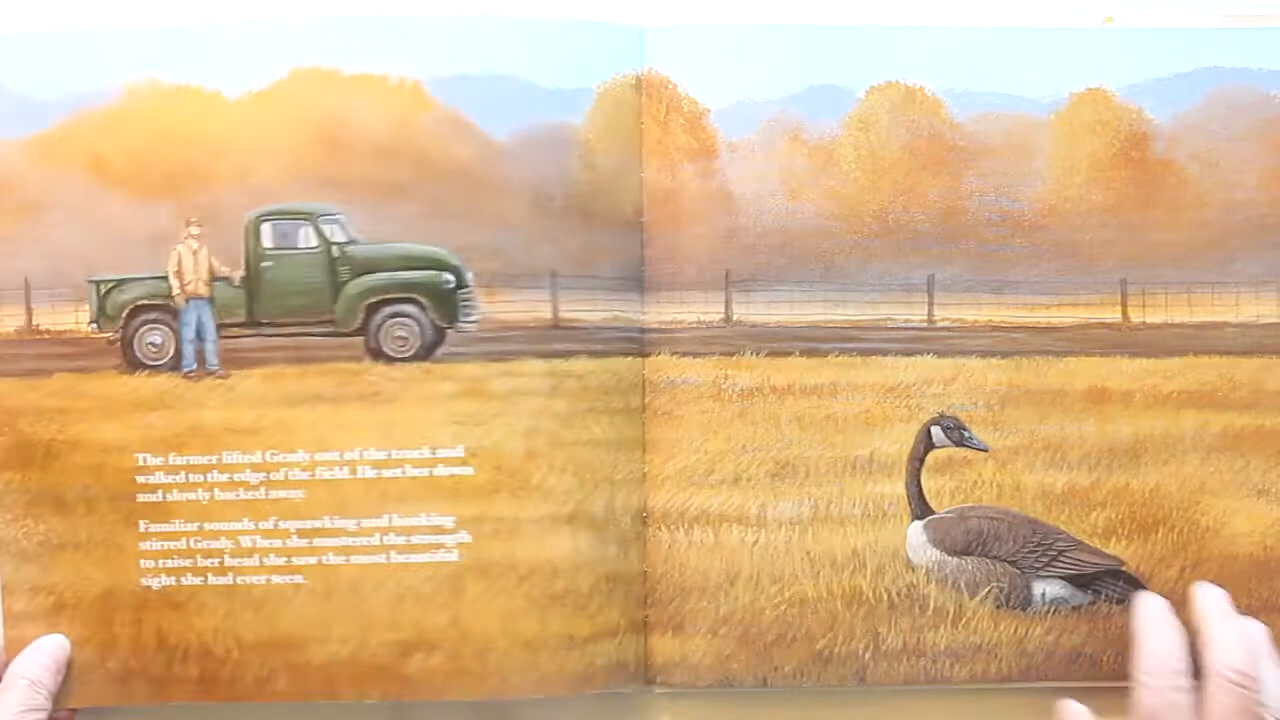 The farmer lifted Grady out of the truck and
walked to the edge of the field. He set her down
and slowly backed away.
Familiar sounds of squawking and honking
stirred Grady. When she mustered the strength
to raise her head she saw the most beautiful
sight she had ever seen.